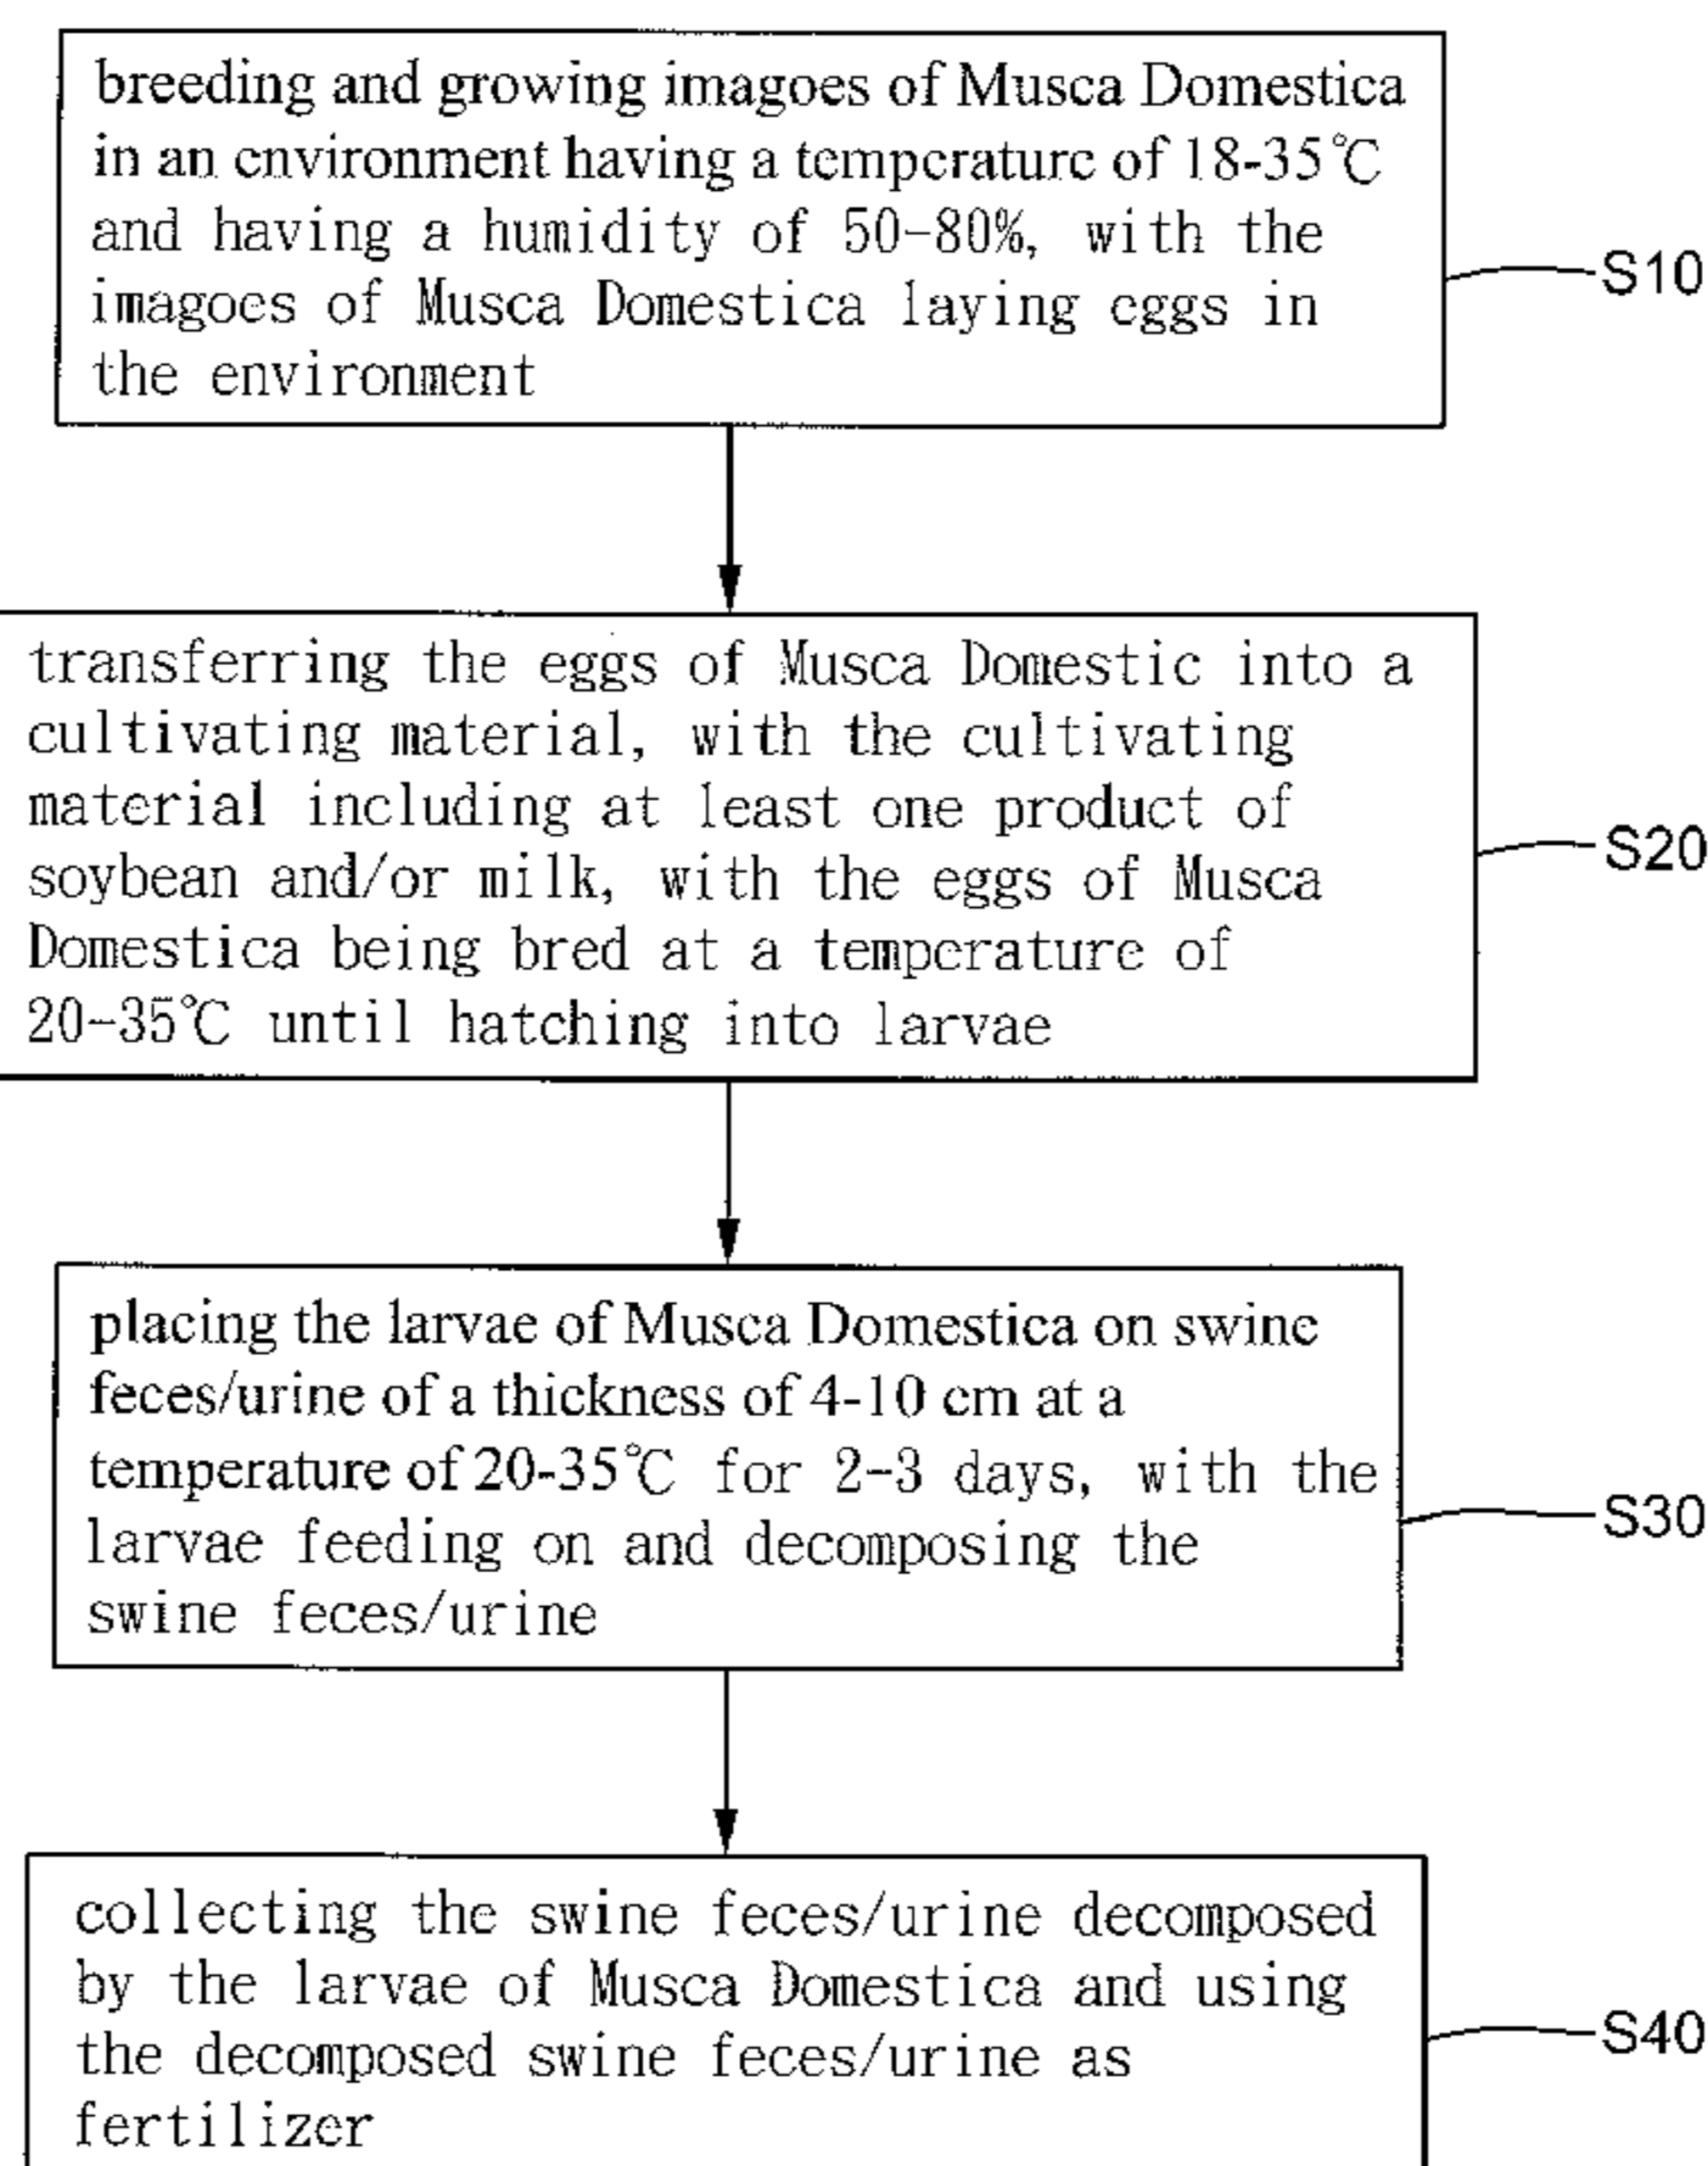 breeding and growing imagoes of Musca Domestica
in an environment having a temperature of 18-35℃
and having a humidity of 50-80%, with the
imagoes of Musca Domestica laying eggs in
the environment
S10
transferring the eggs of Musca Domestic into a
cultivating material, with the cultivating
material including at least one product of
soybean and/or milk, with the eggs of Musca
Domestica being bred at a temperature of
20-35℃ until hatching into larvae
S20
placing the larvae of Musca Domestica on swine
feces/urine of a thickness of 4-10 cm at a
temperature of 20-35℃ for 2-3 days, with the
larvae feeding on and decomposing the
swine feces/urine
S30
collecting the swine feces/urine decomposed
by the larvae of Musca Domestica and using
the decomposed swine feces/urine as
fertilizer
S40